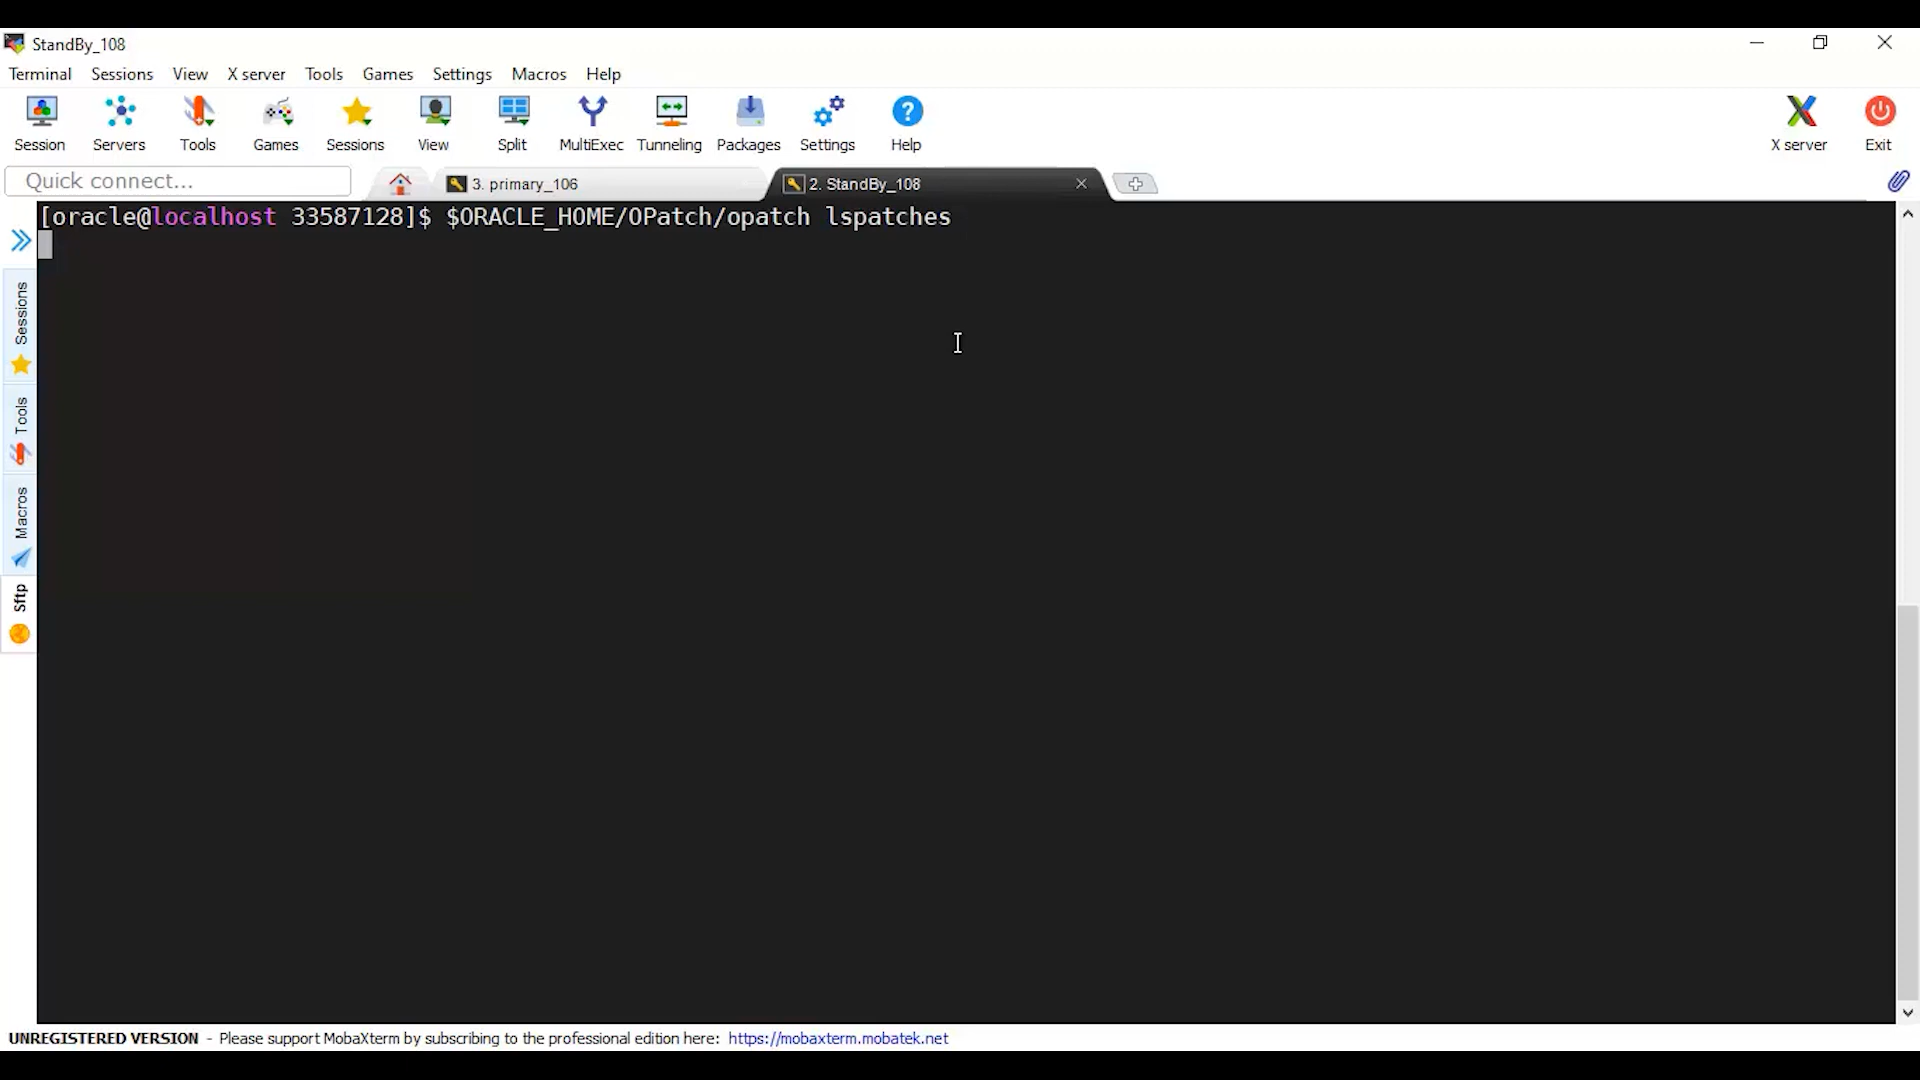 StandBy_108
Terminal Sessions View X server Tools Games Settings Macros Help
Session Servers Tools Games Sessions View Split MultiExec Tunneling Packages Settings Help X server Exit
Quick connect... 3. primary_106 2. StandBy_108
[oracle@localhost 33587128]$ $ORACLE_HOME/OPatch/opatch lspatches
Sessions
Tools
Macros
Sftp
UNREGISTERED VERSION - Please support MobaXterm by subscribing to the professional edition here: https://mobaxterm.mobatek.net